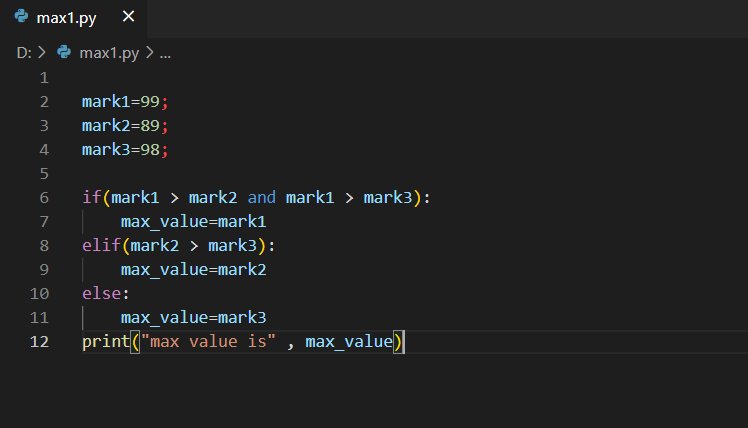 max1.py ×
D: > max1.py > ...
1
2 mark1=99;
3 mark2=89;
4 mark3=98;
5
6 if(mark1 > mark2 and mark1 > mark3):
7     max_value=mark1
8 elif(mark2 > mark3):
9     max_value=mark2
10 else:
11     max_value=mark3
12 print("max value is" , max_value)